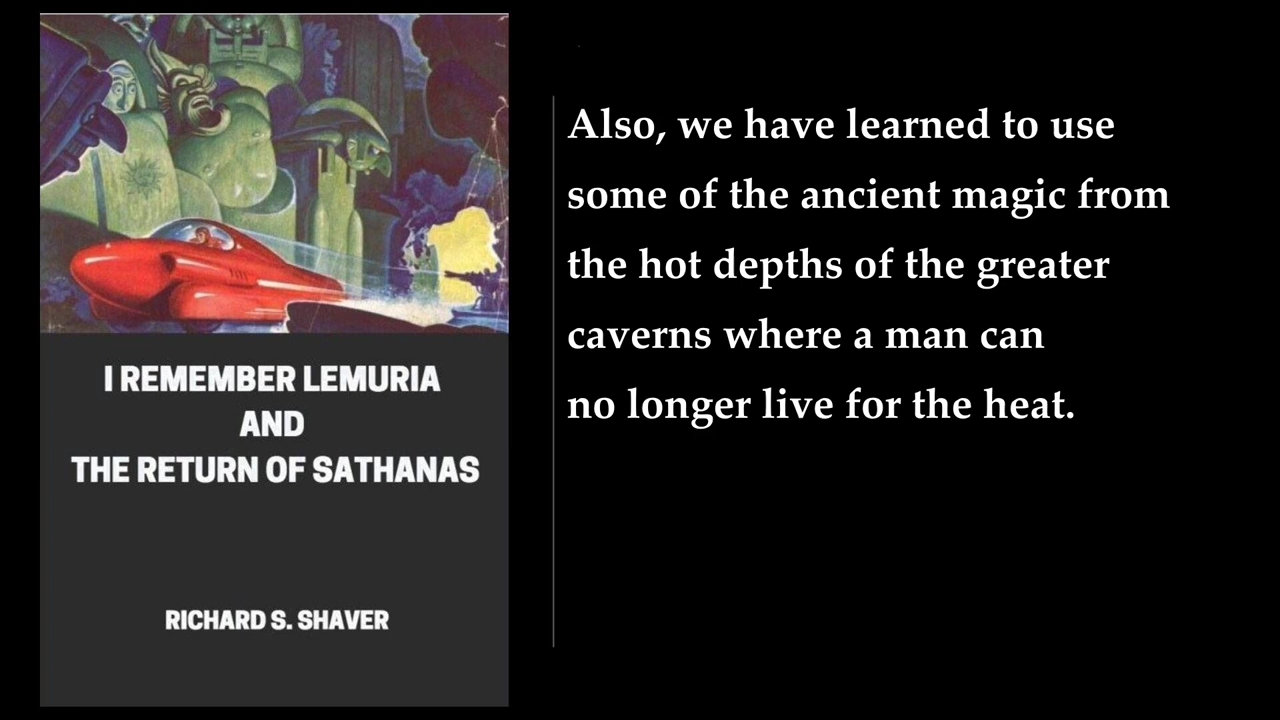 I REMEMBER LEMURIA
AND
THE RETURN OF SATHANAS
RICHARD S. SHAVER
Also, we have learned to use
some of the ancient magic from
the hot depths of the greater
caverns where a man can
no longer live for the heat.